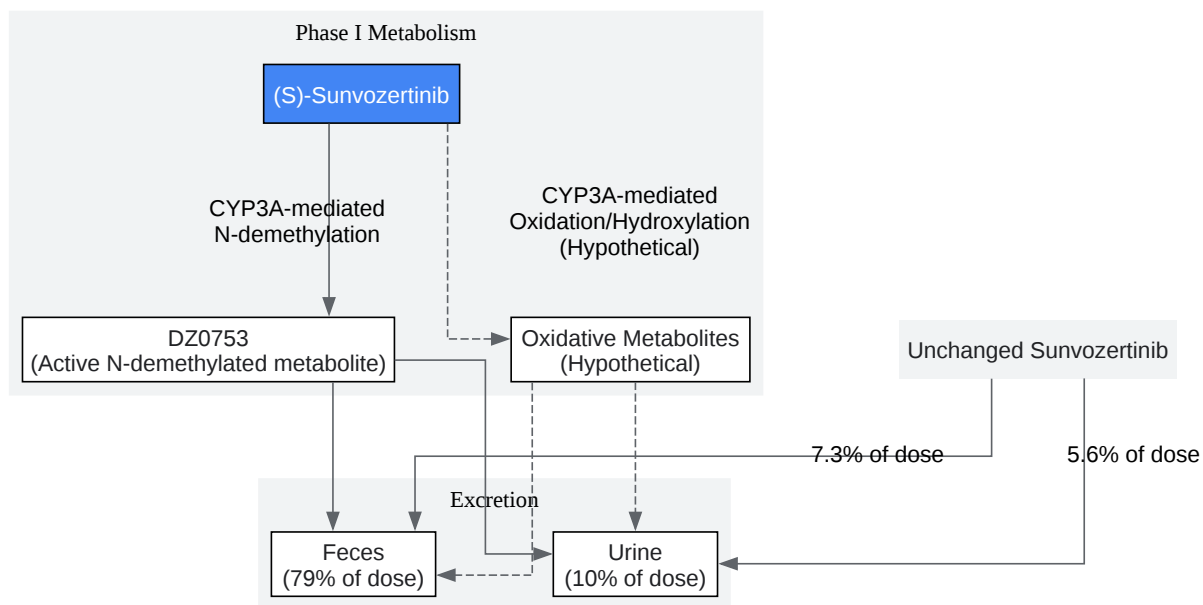 Phase I Metabolism
(S)-Sunvozertinib
CYP3A-mediated
N-demethylation
CYP3A-mediated
Oxidation/Hydroxylation
(Hypothetical)
DZ0753
(Active N-demethylated metabolite)
Oxidative Metabolites
(Hypothetical)
Unchanged Sunvozertinib
7.3% of dose
5.6% of dose
Excretion
Feces
(79% of dose)
Urine
(10% of dose)